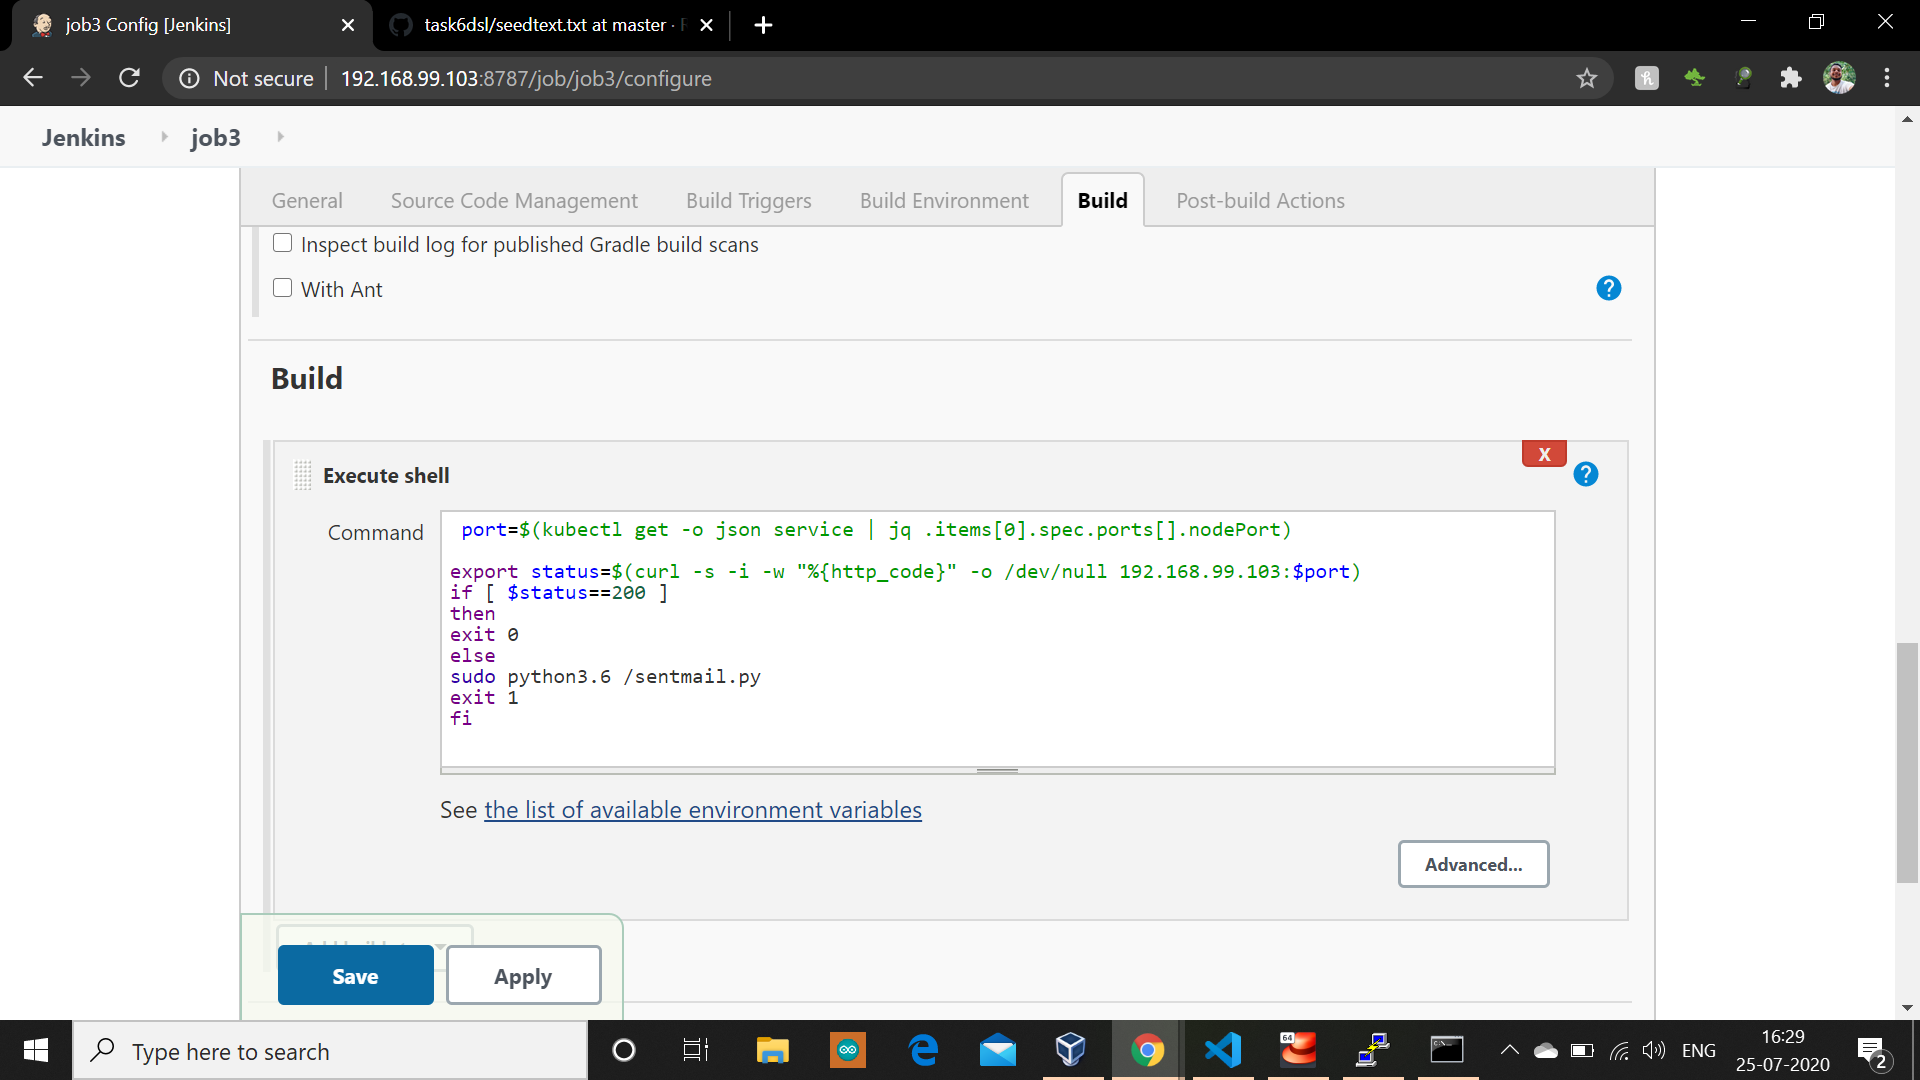 job3 Config [Jenkins]
task6dsl/seedtext.txt at master ·
Not secure
192.168.99.103:8787/job/job3/configure
Jenkins
job3
General
Source Code Management
Build Triggers
Build Environment
Build
Post-build Actions
Inspect build log for published Gradle build scans
With Ant
?
Build
X
Execute shell
?
Command
port=$(kubectl get -o json service | jq .items[0].spec.ports[].nodePort)
export status=$(curl -s -i -w "%{http_code}" -o /dev/null 192.168.99.103:$port)
if [ $status==200 ]
then
exit 0
else
sudo python3.6 /sentmail.py
exit 1
fi
See the list of available environment variables
Advanced...
Save
Apply
Type here to search
64
ENG
16:29
25-07-2020
2